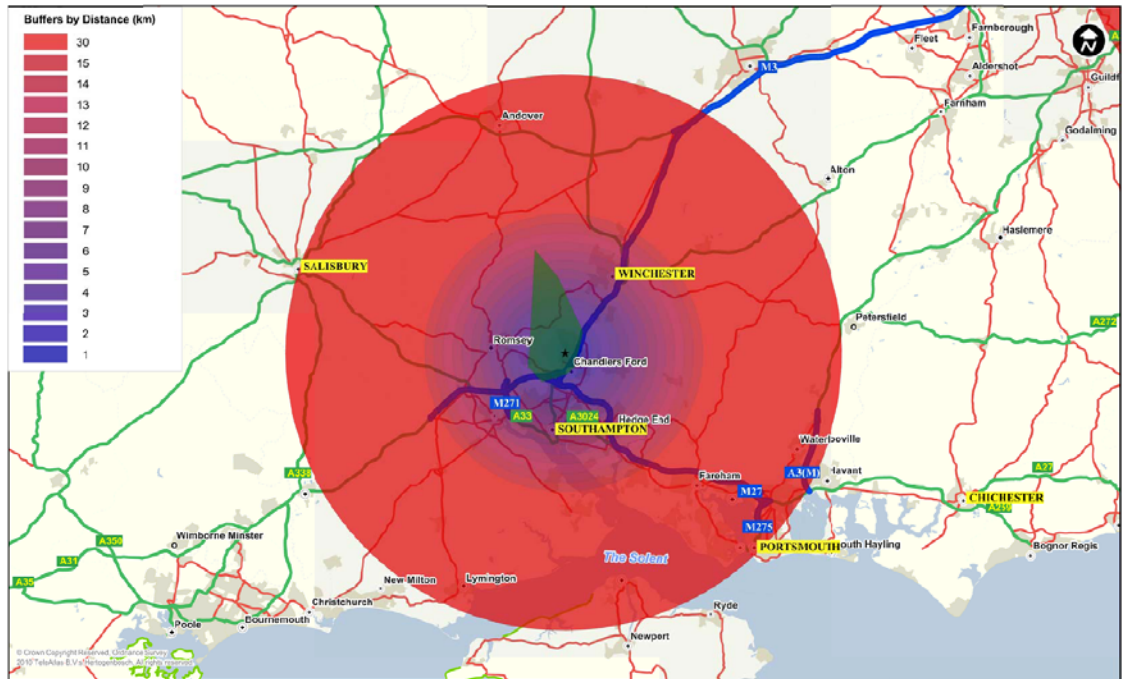 Buffers by Distance (km)
30
15
14
13
12
11
10
9
8
7
6
5
4
3
2
1
N
Farnborough
Fleet
M3
Aldershot
Guildf
Farnham
Andover
Godalming
Alton
Haslemere
SALISBURY
WINCHESTER
Petersfield
A272
Romsey
Chandlers Ford
M271
A33
A3024
Hedge End
SOUTHAMPTON
Waterlooville
A338
Fareham
A3(M)
Havant
A27
M27
CHICHESTER
A259
M275
Wimborne Minster
A350
PORTSMOUTH
outh Hayling
Bognor Regis
A31
The Solent
A35
New Milton
Lymington
Christchurch
Ryde
Poole
Bournemouth
Newport
© Crown Copyright Reserved, Ordnance Survey
2010 TeleAtlas B.V's Hertogenbosch, All rights reserved